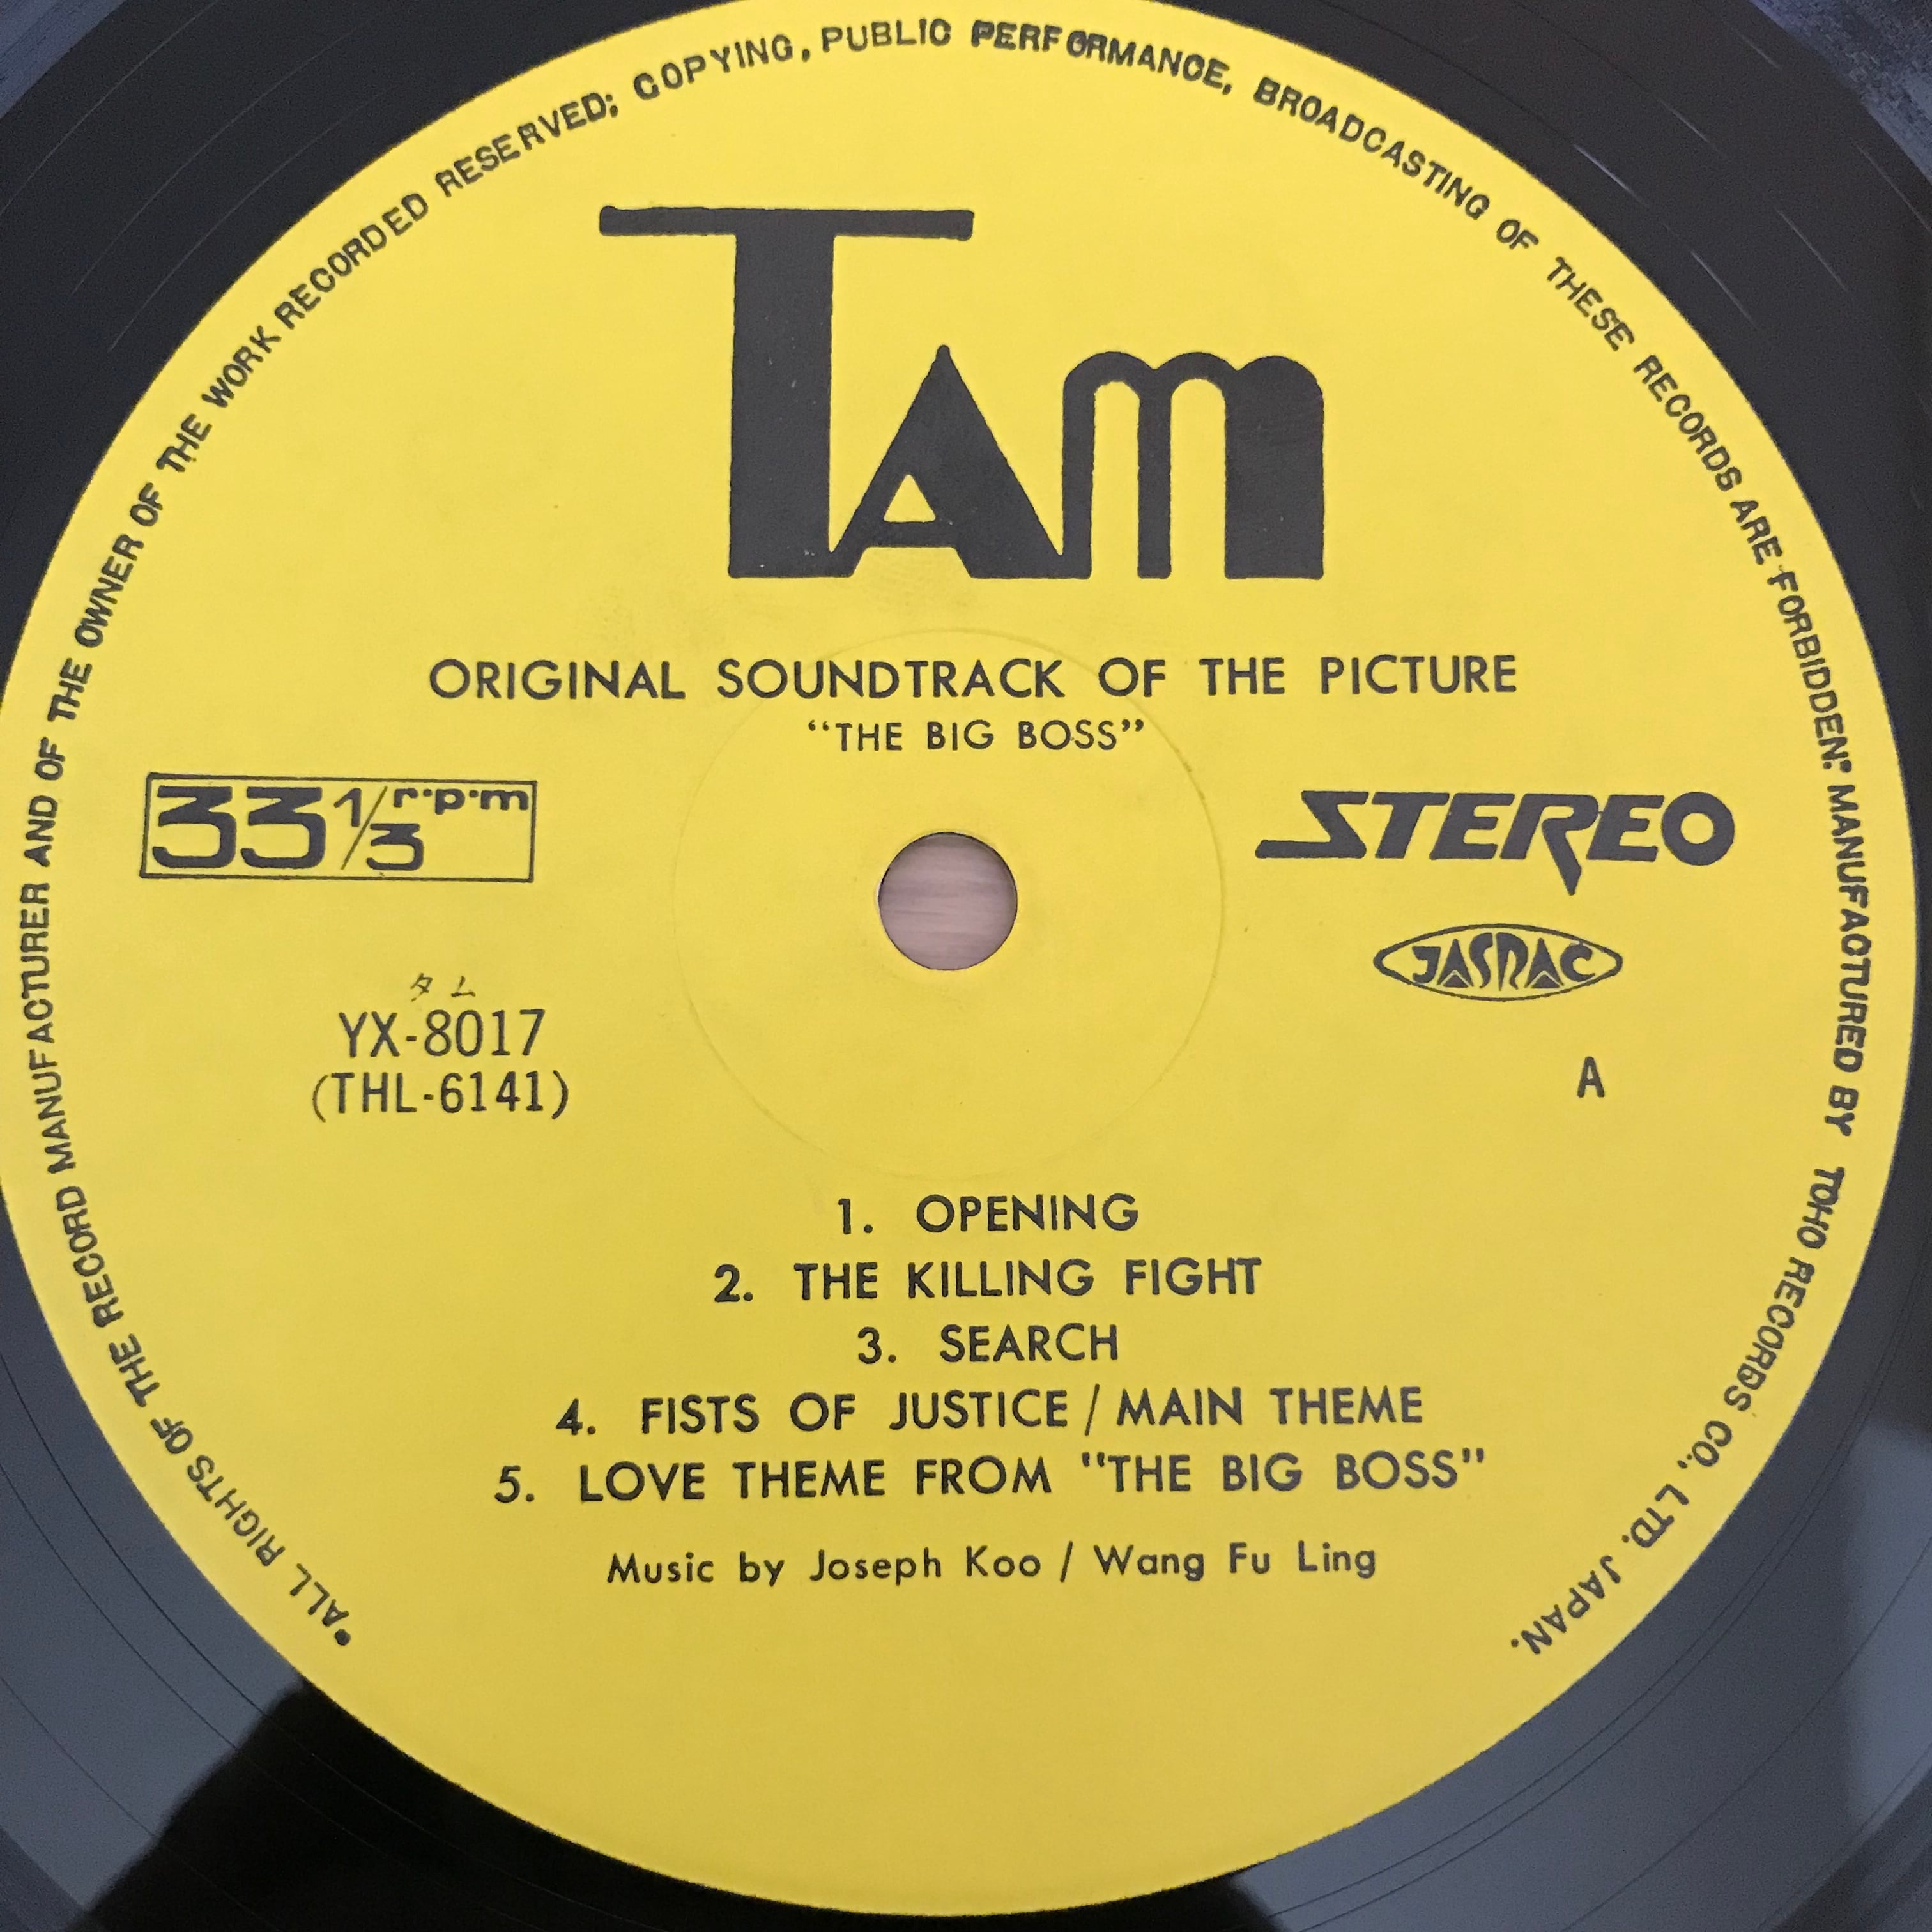 "ALL RIGHTS OF THE RECORD MANUFACTURER AND OF THE OWNER OF THE WORK RECORDED RESERVED; COPYING, PUBLIC PERFORMANCE, BROADCASTING OF THESE RECORDS ARE FORBIDDEN." MANUFACTURED BY TOHO RECORDS CO., LTD. JAPAN.
TAM
ORIGINAL SOUNDTRACK OF THE PICTURE
“THE BIG BOSS”
33 1/3 r·p·m
STEREO
JASRAC
タム
YX-8017
(THL-6141)
A
1. OPENING
2. THE KILLING FIGHT
3. SEARCH
4. FISTS OF JUSTICE / MAIN THEME
5. LOVE THEME FROM “THE BIG BOSS”
Music by Joseph Koo / Wang Fu Ling